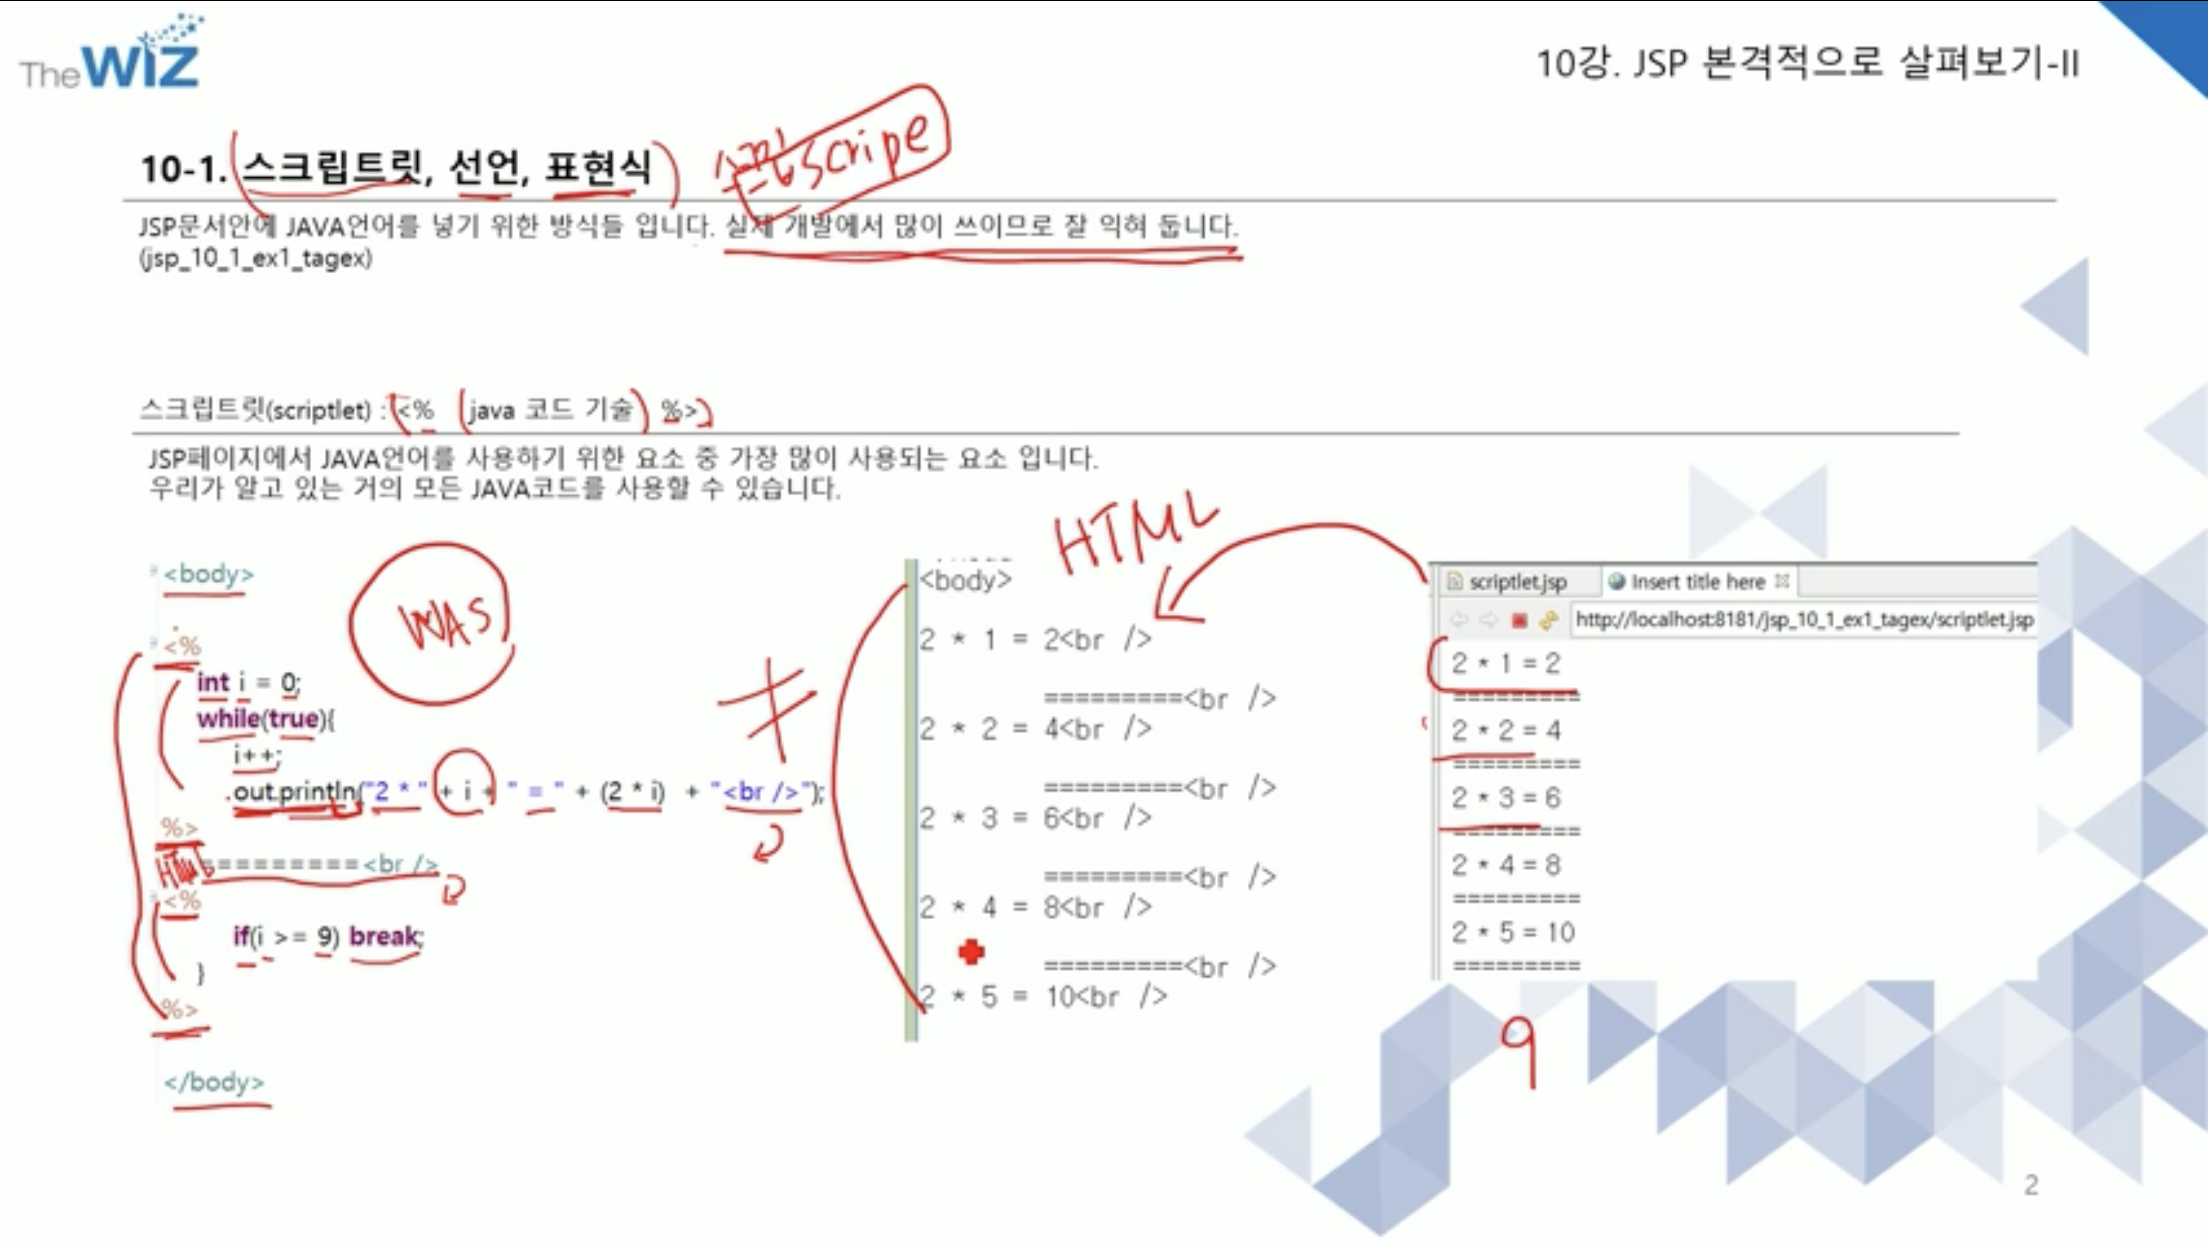 The WIZ
10강. JSP 본격적으로 살펴보기-II
10-1. 스크립트릿, 선언, 표현식
scripe
JSP문서안에 JAVA언어를 넣기 위한 방식들 입니다. 실제 개발에서 많이 쓰이므로 잘 익혀 둡니다.
(jsp_10_1_ex1_tagex)
스크립트릿(scriptlet) : <% java 코드 기술 %>
JSP페이지에서 JAVA언어를 사용하기 위한 요소 중 가장 많이 사용되는 요소 입니다.
우리가 알고 있는 거의 모든 JAVA코드를 사용할 수 있습니다.
<body>
WAS
<%
int i = 0;
while(true){
i++;
out.println("2 * " + i + " = " + (2 * i) + "<br />");
%>
HTML
=========<br />
<%
if(i >= 9) break;
}
%>
</body>
≠
HTML
<body>
2 * 1 = 2<br />
=========<br />
2 * 2 = 4<br />
=========<br />
2 * 3 = 6<br />
=========<br />
2 * 4 = 8<br />
=========<br />
2 * 5 = 10<br />
scriptlet.jsp
Insert title here
http://localhost:8181/jsp_10_1_ex1_tagex/scriptlet.jsp
2 * 1 = 2
=========
2 * 2 = 4
=========
2 * 3 = 6
=========
2 * 4 = 8
=========
2 * 5 = 10
=========
9
2